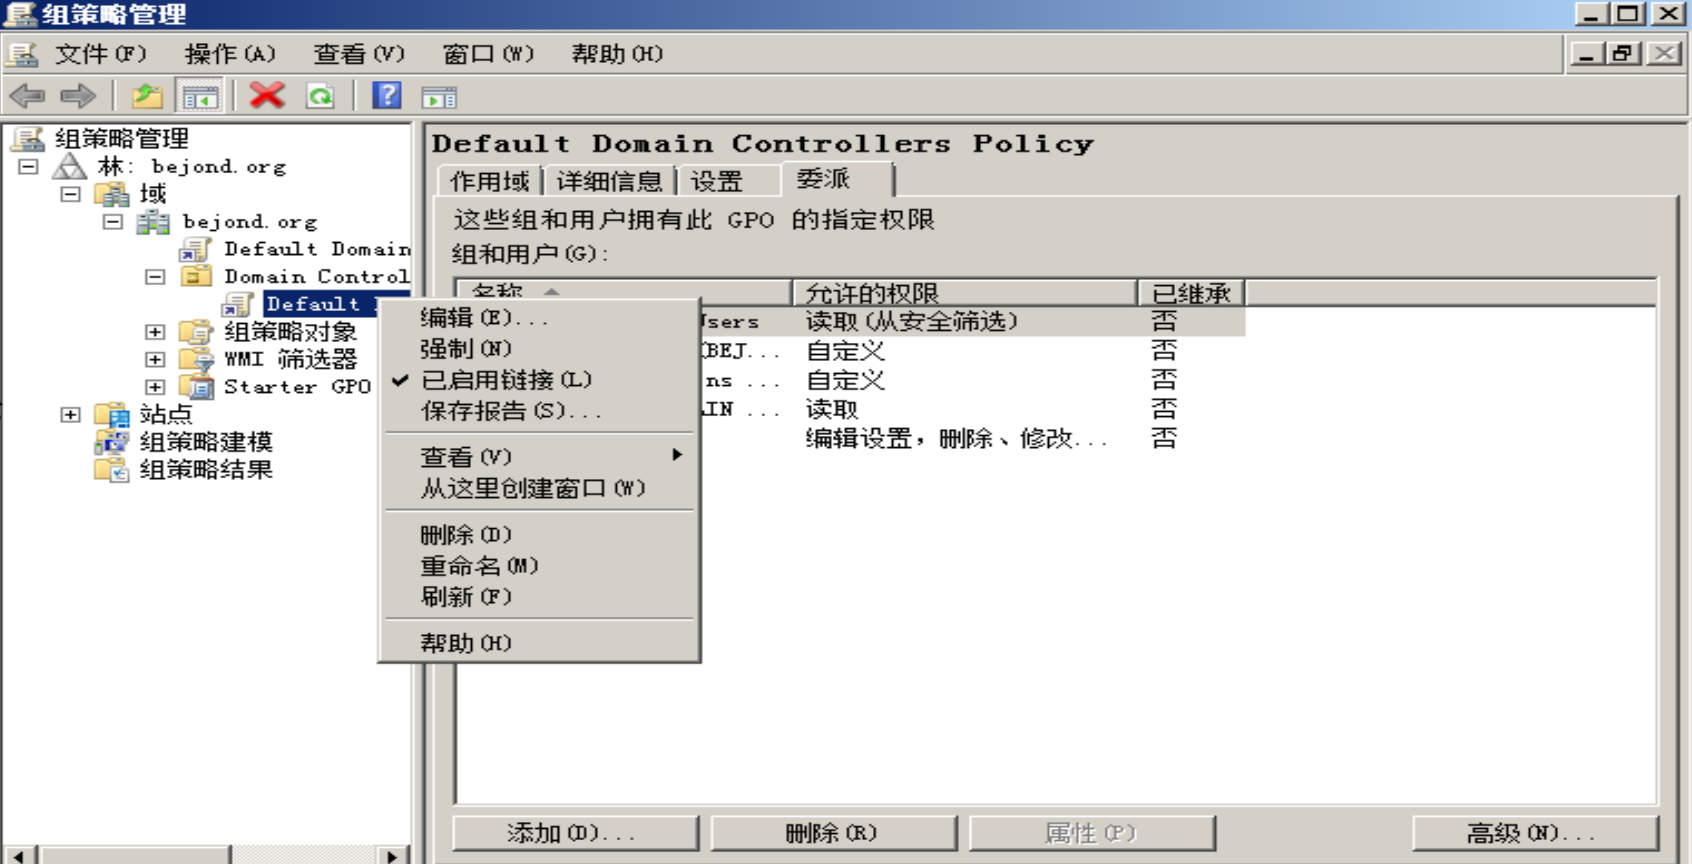 组策略管理
文件(F) 操作(A) 查看(V) 窗口(W) 帮助(H)
组策略管理
林: bejond.org
域
bejond.org
Default Domain
Domain Control
Default
组策略对象
WMI 筛选器
Starter GPO
站点
组策略建模
组策略结果
Default Domain Controllers Policy
作用域 详细信息 设置 委派
这些组和用户拥有此 GPO 的指定权限
组和用户(G):
名称 允许的权限 已继承
Users 读取(从安全筛选) 否
(BEJ... 自定义 否
ns ... 自定义 否
IN ... 读取 否
编辑设置，删除、修改... 否
编辑(E)...
强制(N)
已启用链接(L)
保存报告(S)...
查看(V)
从这里创建窗口(W)
删除(D)
重命名(M)
刷新(F)
帮助(H)
添加(D)... 删除(R) 属性(P) 高级(N)...